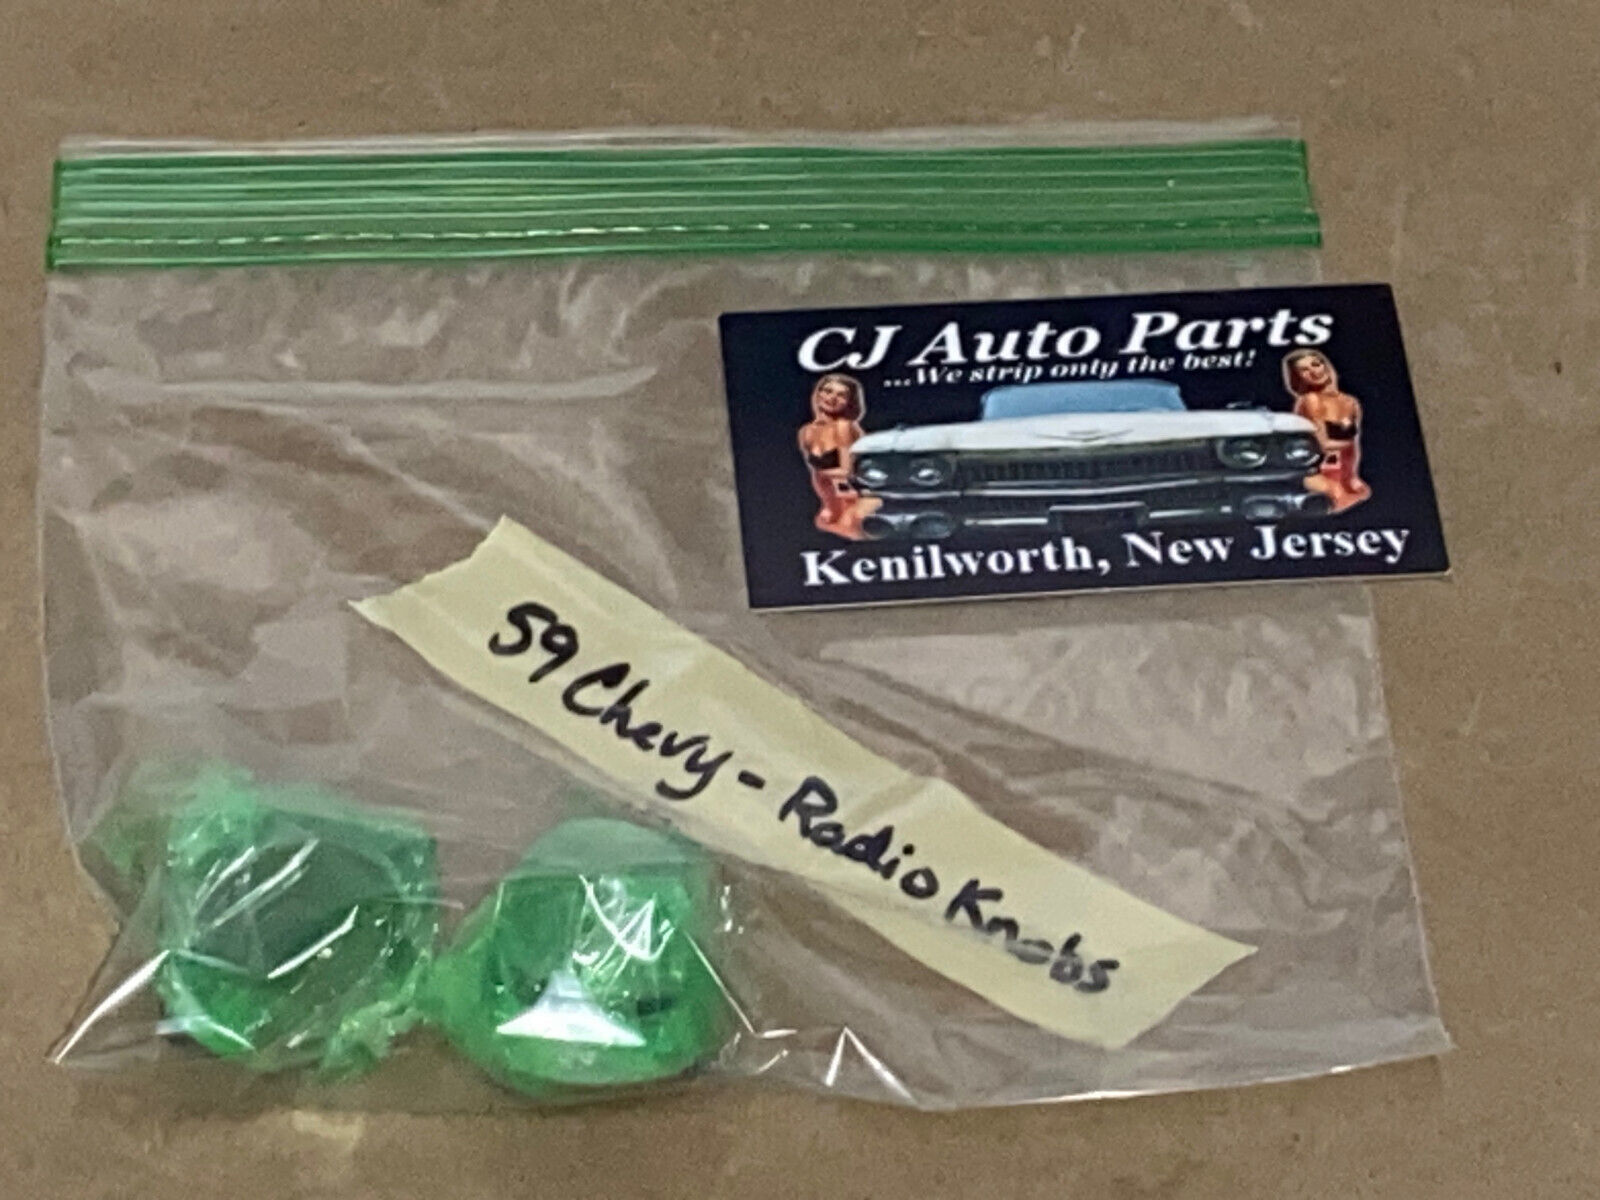 CJ Auto Parts
...We strip only the best!
Kenilworth, New Jersey
59 Chevy - Radio Knobs